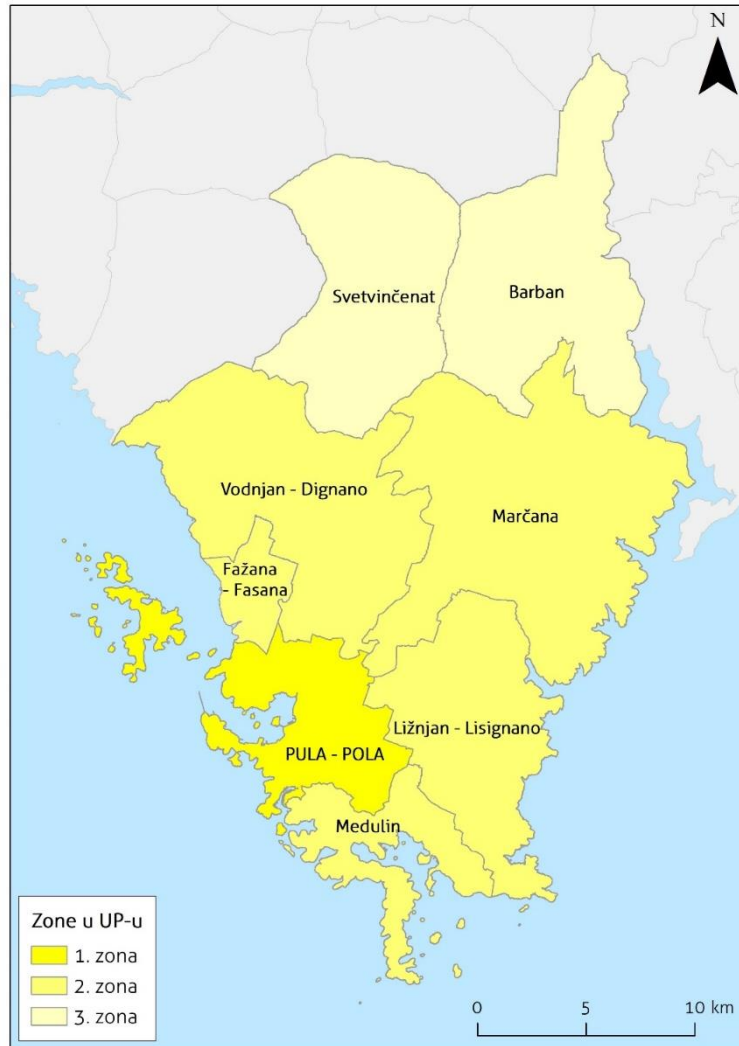 N
Svetvinčenat
Barban
Vodnjan - Dignano
Marčana
Fažana
- Fasana
Ližnjan - Lisignano
PULA - POLA
Medulin
Zone u UP-u
1. zona
2. zona
3. zona
0 5 10 km